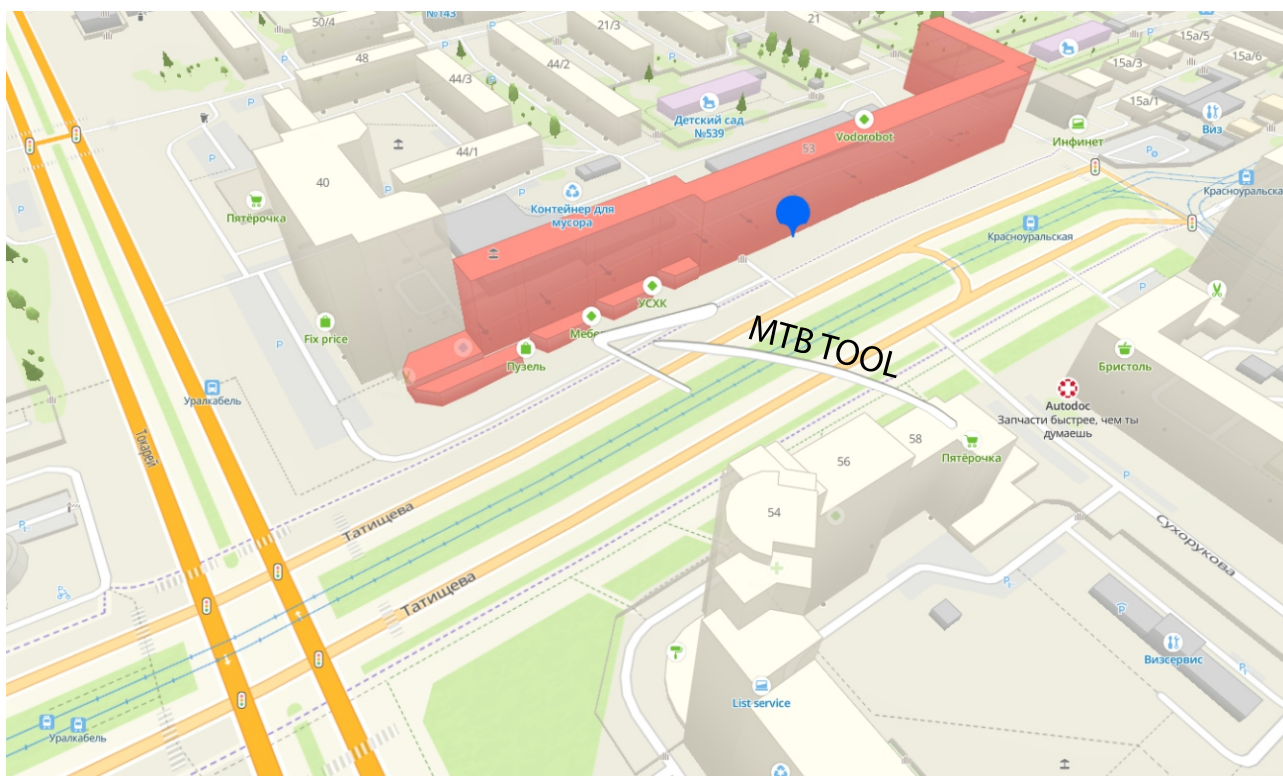 №143
50/4
21/3
21
15а/5
15а/6
48
44/2
15а/3
44/3
15а/1
Детский сад
№539
Vodorobot
Виз
53
Инфинет
44/1
40
Контейнер для
мусора
Красноуральска
Пятёрочка
Красноуральская
УСХК
Fix price
Пузель
MTB TOOL
Бристоль
Уралкабель
Autodoc
Запчасти быстрее, чем ты
думаешь
Токарей
58
56
Пятёрочка
54
Татищева
Сухорукова
Татищева
Визсервис
List service
Уралкабель